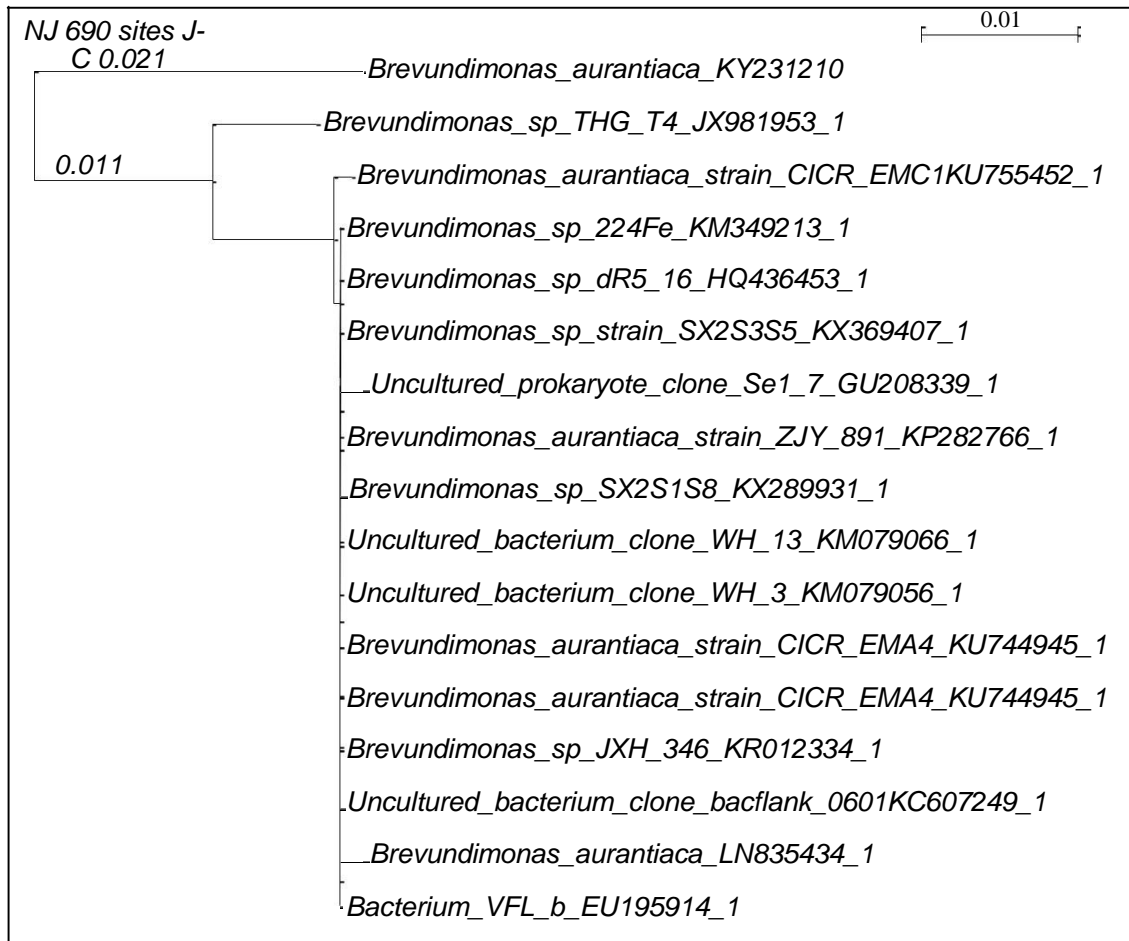 NJ 690 sites J-
C 0.021
0.01
Brevundimonas_aurantiaca_KY231210
Brevundimonas_sp_THG_T4_JX981953_1
0.011
Brevundimonas_aurantiaca_strain_CICR_EMC1KU755452_1
Brevundimonas_sp_224Fe_KM349213_1
Brevundimonas_sp_dR5_16_HQ436453_1
Brevundimonas_sp_strain_SX2S3S5_KX369407_1
Uncultured_prokaryote_clone_Se1_7_GU208339_1
Brevundimonas_aurantiaca_strain_ZJY_891_KP282766_1
Brevundimonas_sp_SX2S1S8_KX289931_1
Uncultured_bacterium_clone_WH_13_KM079066_1
Uncultured_bacterium_clone_WH_3_KM079056_1
Brevundimonas_aurantiaca_strain_CICR_EMA4_KU744945_1
Brevundimonas_aurantiaca_strain_CICR_EMA4_KU744945_1
Brevundimonas_sp_JXH_346_KR012334_1
Uncultured_bacterium_clone_bacflank_0601KC607249_1
Brevundimonas_aurantiaca_LN835434_1
Bacterium_VFL_b_EU195914_1